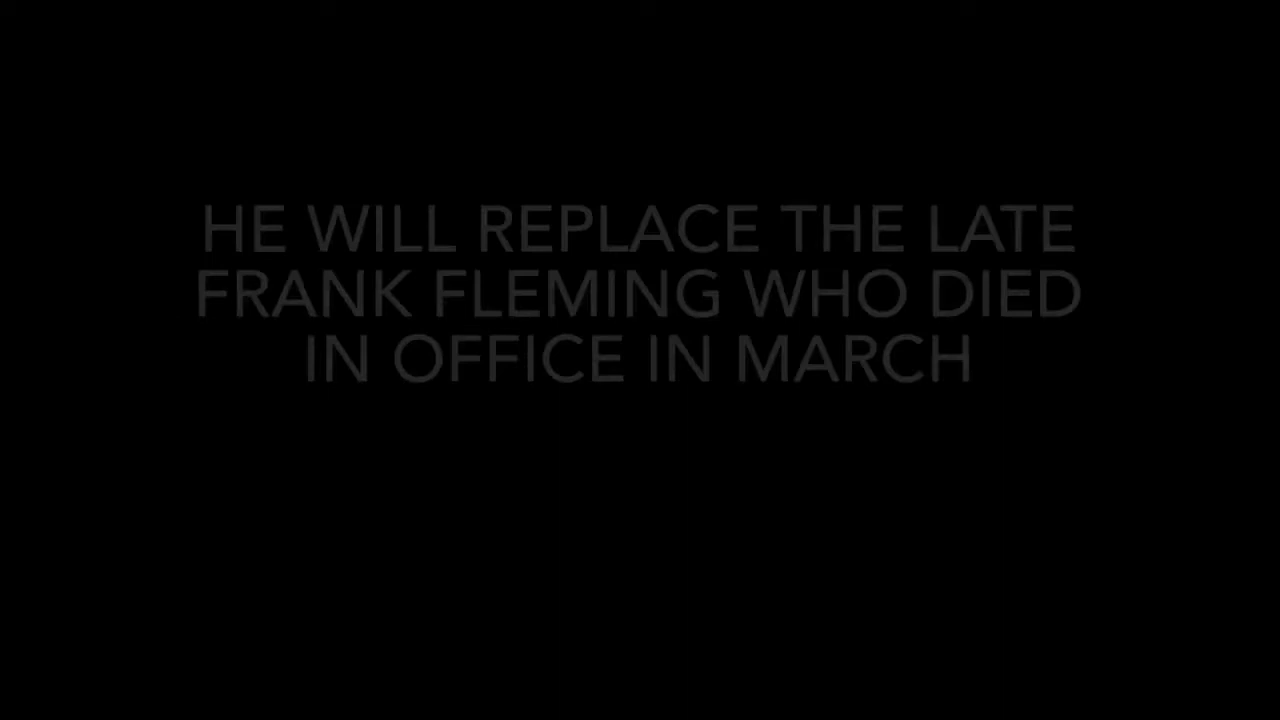 HE WILL REPLACE THE LATE
FRANK FLEMING WHO DIED
IN OFFICE IN MARCH